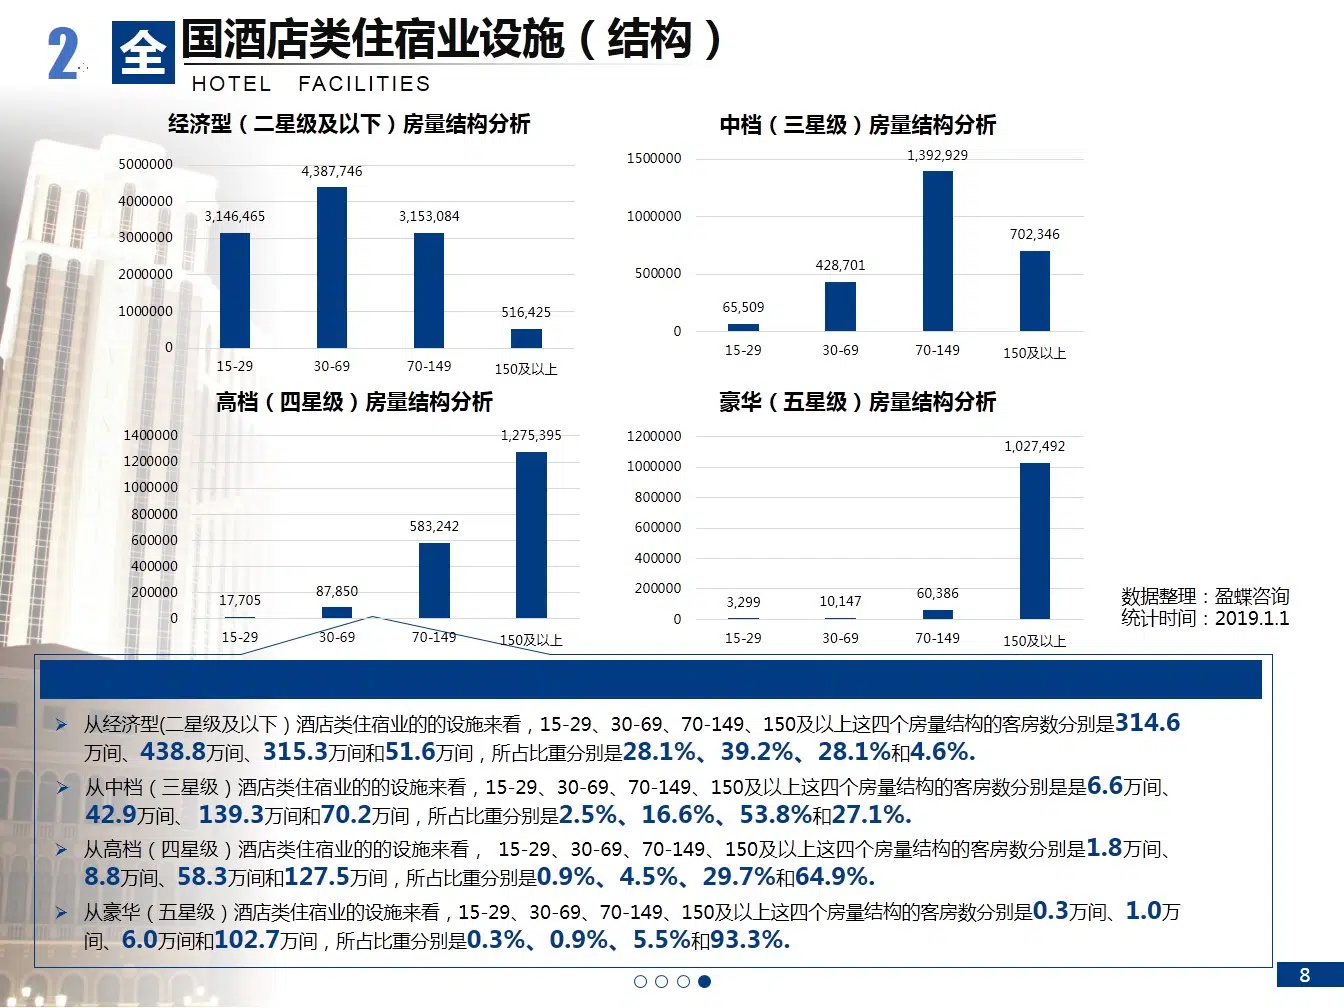 2
全国酒店类住宿业设施（结构）
HOTEL FACILITIES
经济型（二星级及以下）房量结构分析
5000000
4000000
3000000
2000000
1000000
0
3,146,465
4,387,746
3,153,084
516,425
15-29
30-69
70-149
150及以上
中档（三星级）房量结构分析
1500000
1000000
500000
0
65,509
428,701
1,392,929
702,346
15-29
30-69
70-149
150及以上
高档（四星级）房量结构分析
1400000
1200000
1000000
800000
600000
400000
200000
0
17,705
87,850
583,242
1,275,395
15-29
30-69
70-149
150及以上
豪华（五星级）房量结构分析
1200000
1000000
800000
600000
400000
200000
0
3,299
10,147
60,386
1,027,492
15-29
30-69
70-149
150及以上
数据整理：盈蝶咨询
统计时间：2019.1.1
从经济型(二星级及以下）酒店类住宿业的的设施来看，15-29、30-69、70-149、150及以上这四个房量结构的客房数分别是314.6
万间、438.8万间、315.3万间和51.6万间，所占比重分别是28.1%、39.2%、28.1%和4.6%.
从中档（三星级）酒店类住宿业的的设施来看，15-29、30-69、70-149、150及以上这四个房量结构的客房数分别是是6.6万间、
42.9万间、 139.3万间和70.2万间，所占比重分别是2.5%、16.6%、53.8%和27.1%.
从高档（四星级）酒店类住宿业的的设施来看， 15-29、30-69、70-149、150及以上这四个房量结构的客房数分别是1.8万间、
8.8万间、58.3万间和127.5万间，所占比重分别是0.9%、4.5%、29.7%和64.9%.
从豪华（五星级）酒店类住宿业的设施来看，15-29、30-69、70-149、150及以上这四个房量结构的客房数分别是0.3万间、1.0万
间、6.0万间和102.7万间，所占比重分别是0.3%、0.9%、5.5%和93.3%.
8